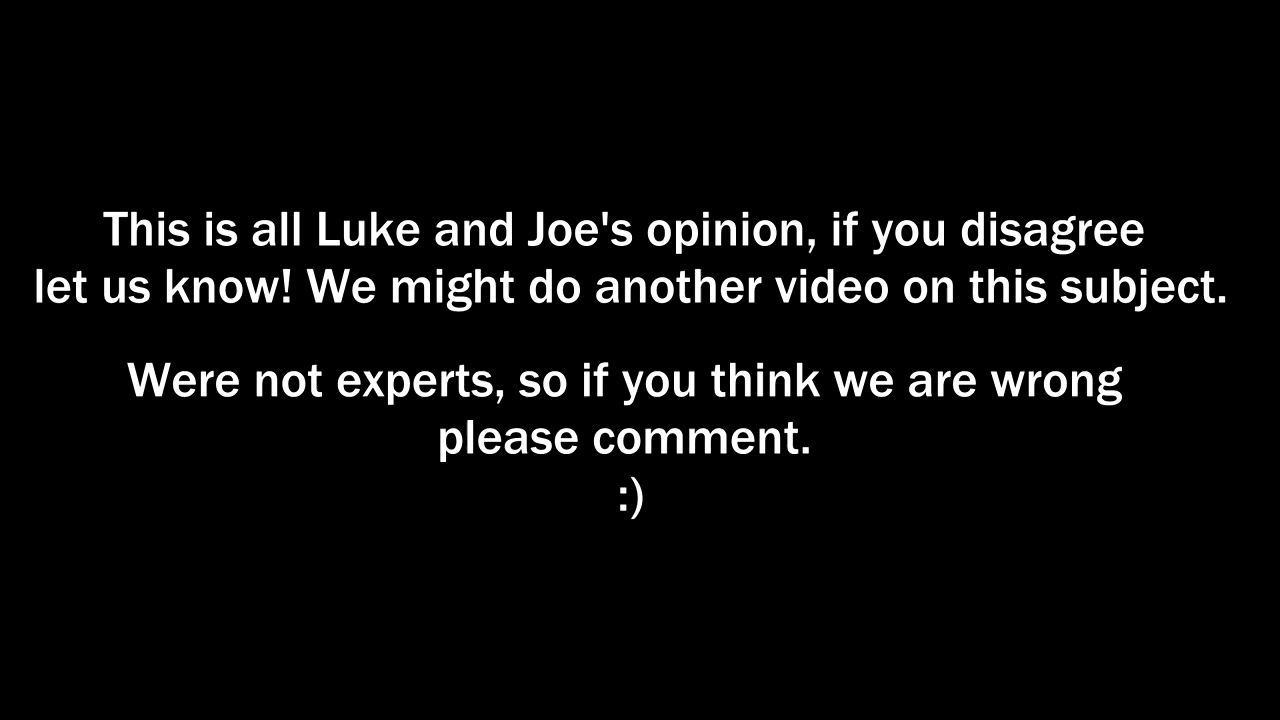 This is all Luke and Joe's opinion, if you disagree
let us know! We might do another video on this subject.
Were not experts, so if you think we are wrong
please comment.
:)